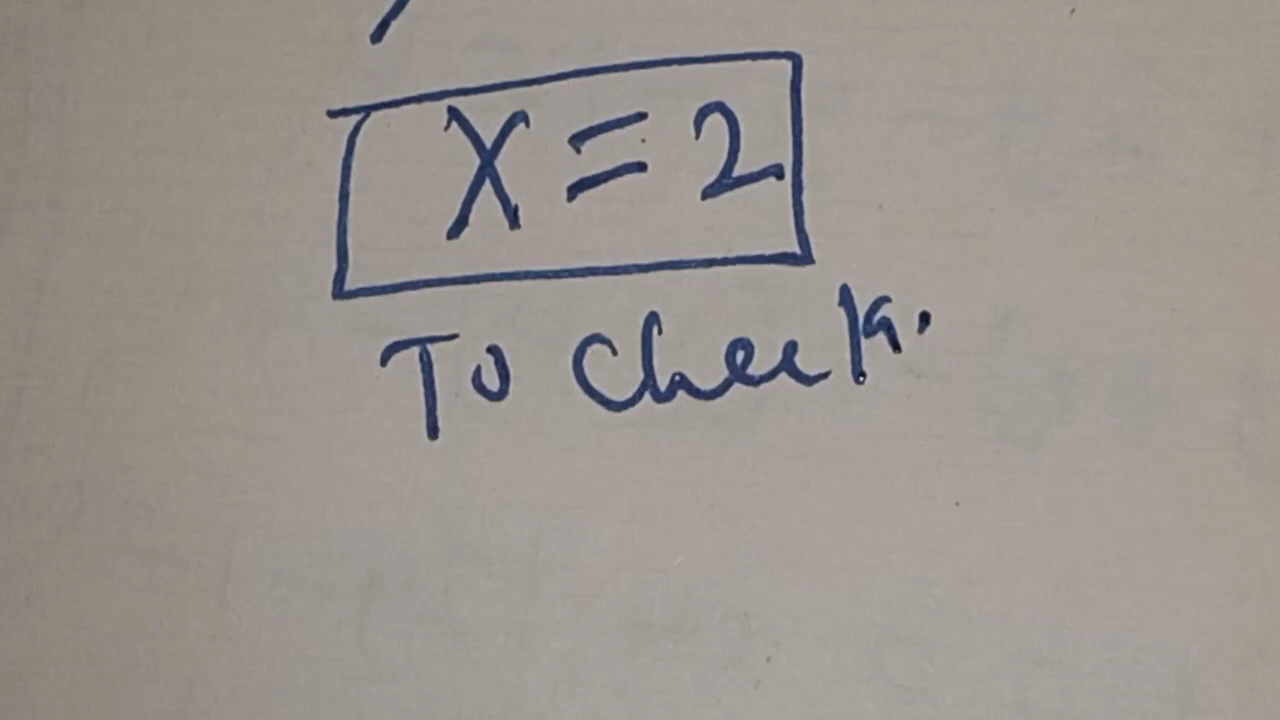 X = 2
To check.